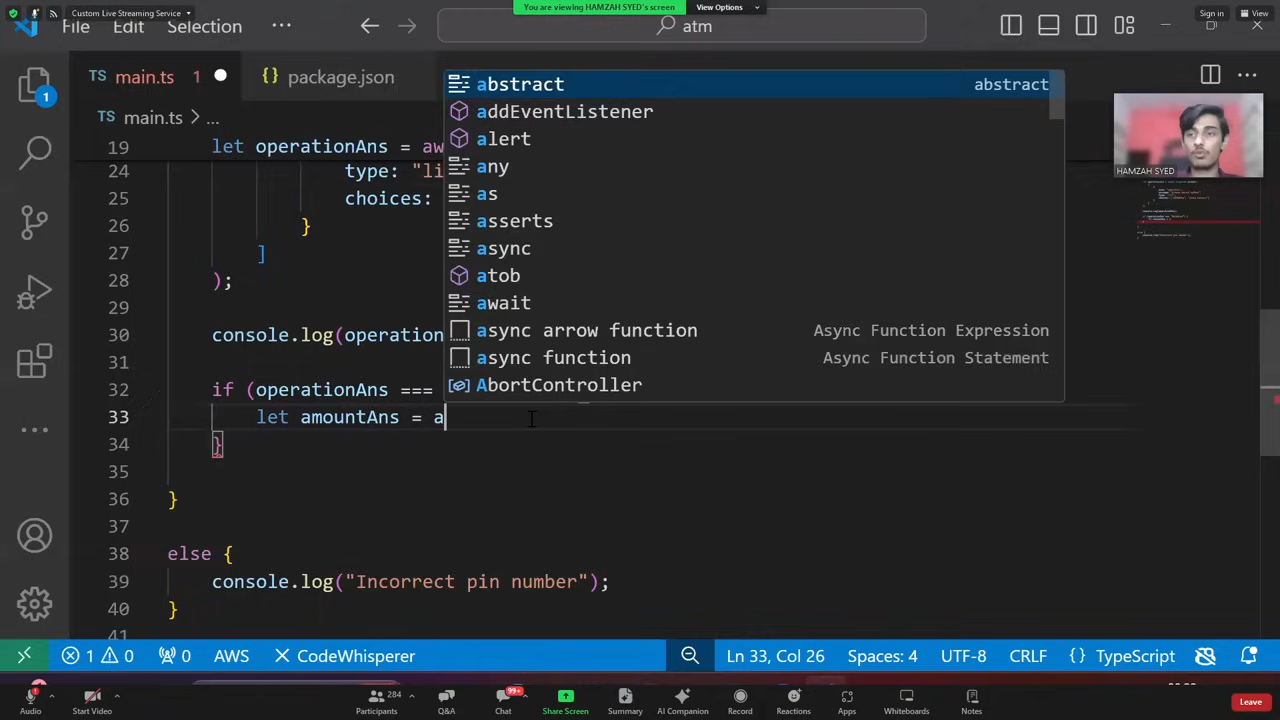 Custom Live Streaming Service
You are viewing HAMZAH SYED's screen
View Options
Sign in
View
File
Edit
Selection
atm
1
TS main.ts 1
{} package.json
TS main.ts > ...
HAMZAH SYED
19 let operationAns = aw
24 type: "li
25 choices:
26 }
27 ]
28 );
29
30 console.log(operation
31
32 if (operationAns ===
33 let amountAns = a
34 }
35
36 }
37
38 else {
39 console.log("Incorrect pin number");
40 }
41
abstract abstract
addEventListener
alert
any
as
asserts
async
atob
await
async arrow function Async Function Expression
async function Async Function Statement
AbortController
1 0
0
AWS
CodeWhisperer
Ln 33, Col 26
Spaces: 4
UTF-8
CRLF
{} TypeScript
Audio
Start Video
Participants
284
Q&A
Chat
99+
Share Screen
Summary
AI Companion
Record
Reactions
Apps
Whiteboards
Notes
Leave